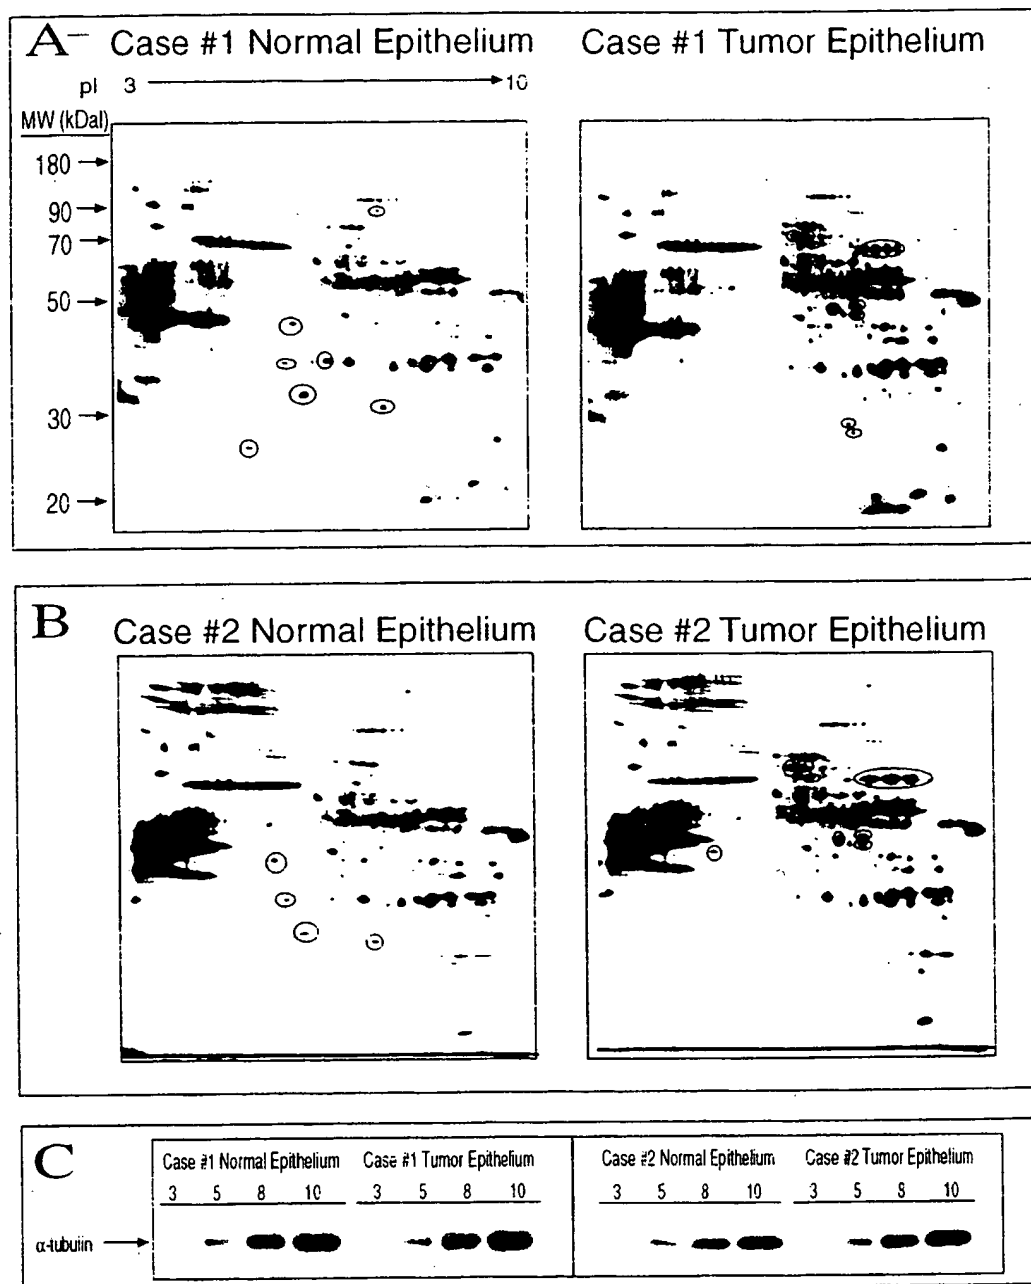 A
Case #1 Normal Epithelium
Case #1 Tumor Epithelium
pI 3 10
MW (kDal)
180
90
70
50
30
20
B
Case #2 Normal Epithelium
Case #2 Tumor Epithelium
C
Case #1 Normal Epithelium
Case #1 Tumor Epithelium
Case #2 Normal Epithelium
Case #2 Tumor Epithelium
3 5 8 10
3 5 8 10
3 5 8 10
3 5 8 10
α-tubulin